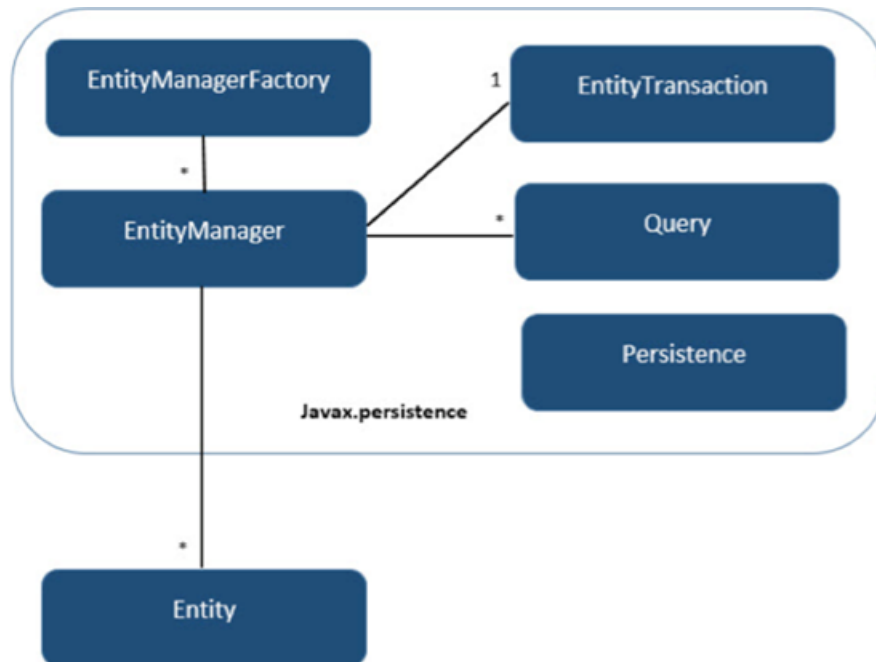 EntityManagerFactory
1
EntityTransaction
*
EntityManager
*
Query
Persistence
Javax.persistence
*
Entity